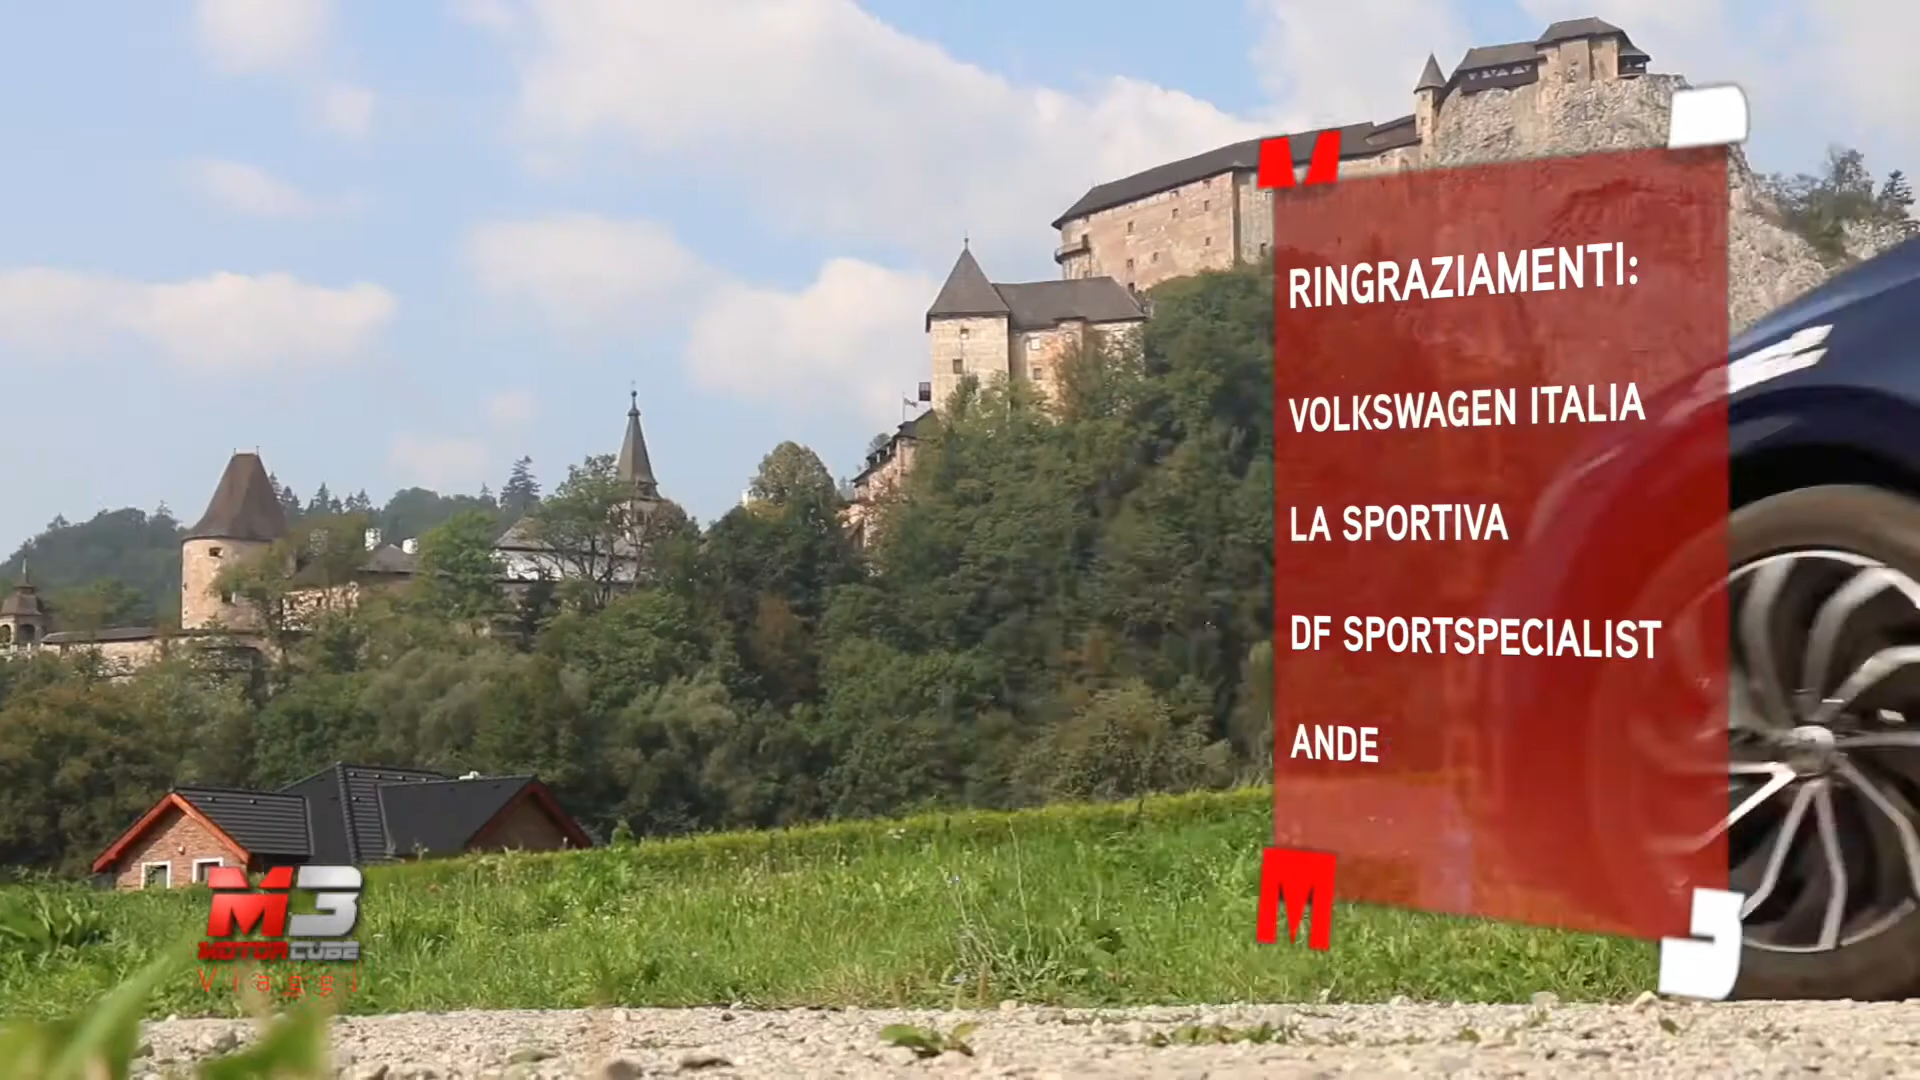 RINGRAZIAMENTI:
VOLKSWAGEN ITALIA
LA SPORTIVA
DF SPORTSPECIALIST
ANDE
M3
MOTORCUBE
Viaggi